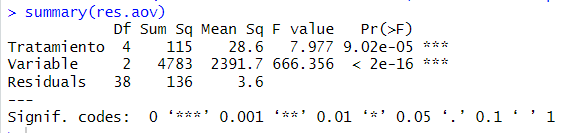 > summary(res.aov)
            Df Sum Sq Mean Sq F value   Pr(>F)
Tratamiento  4    115    28.6   7.977 9.02e-05 ***
Variable     2   4783  2391.7 666.356  < 2e-16 ***
Residuals   38    136     3.6
---
Signif. codes:  0 ‘***’ 0.001 ‘**’ 0.01 ‘*’ 0.05 ‘.’ 0.1 ‘ ’ 1